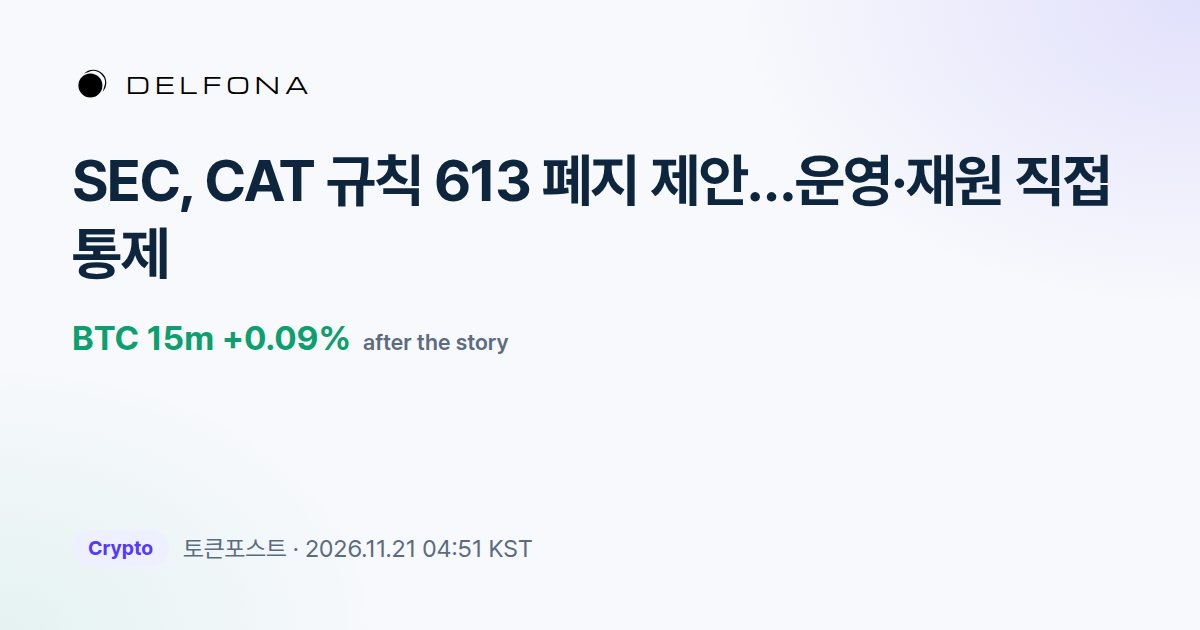 DELFONA
SEC, CAT 규칙 613 폐지 제안…운영·재원 직접
통제
BTC 15m +0.09% after the story
Crypto 토큰포스트 · 2026.11.21 04:51 KST